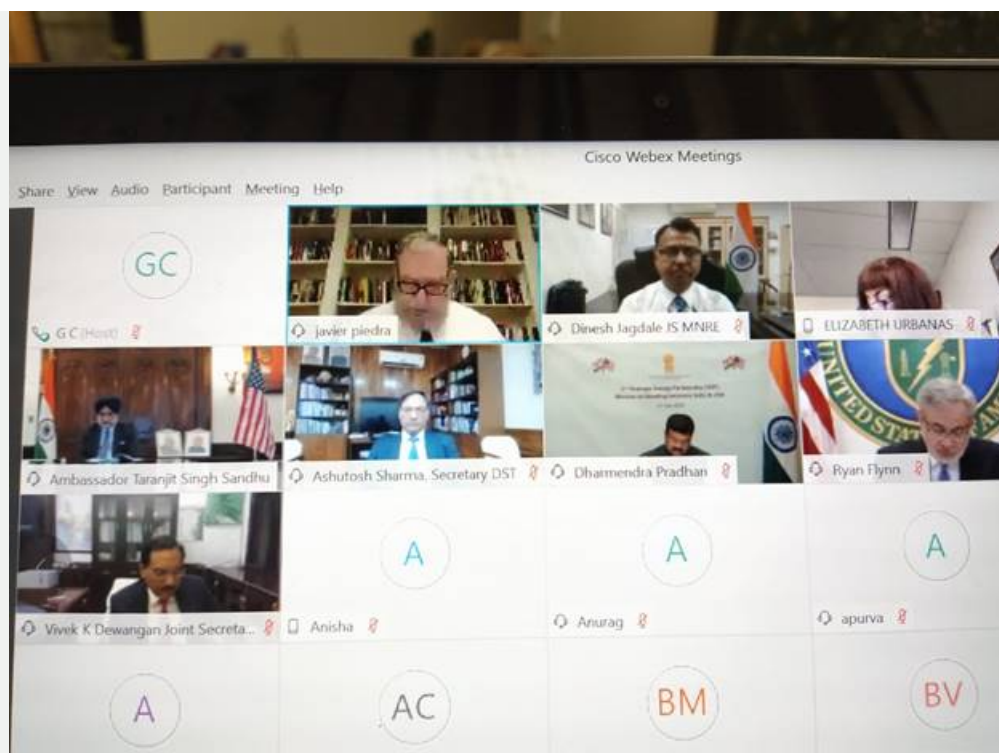 Cisco Webex Meetings
Share View Audio Participant Meeting Help
GC
G C (Host)
javier piedra
Dinesh Jagdale JS MNRE
ELIZABETH URBANAS
UNITED STAT
Ambassador Taranjit Singh Sandhu
Ashutosh Sharma, Secretary DST
Dharmendra Pradhan
Ryan Flynn
A
A
A
Vivek K Dewangan Joint Secreta...
Anisha
Anurag
apurva
A
AC
BM
BV